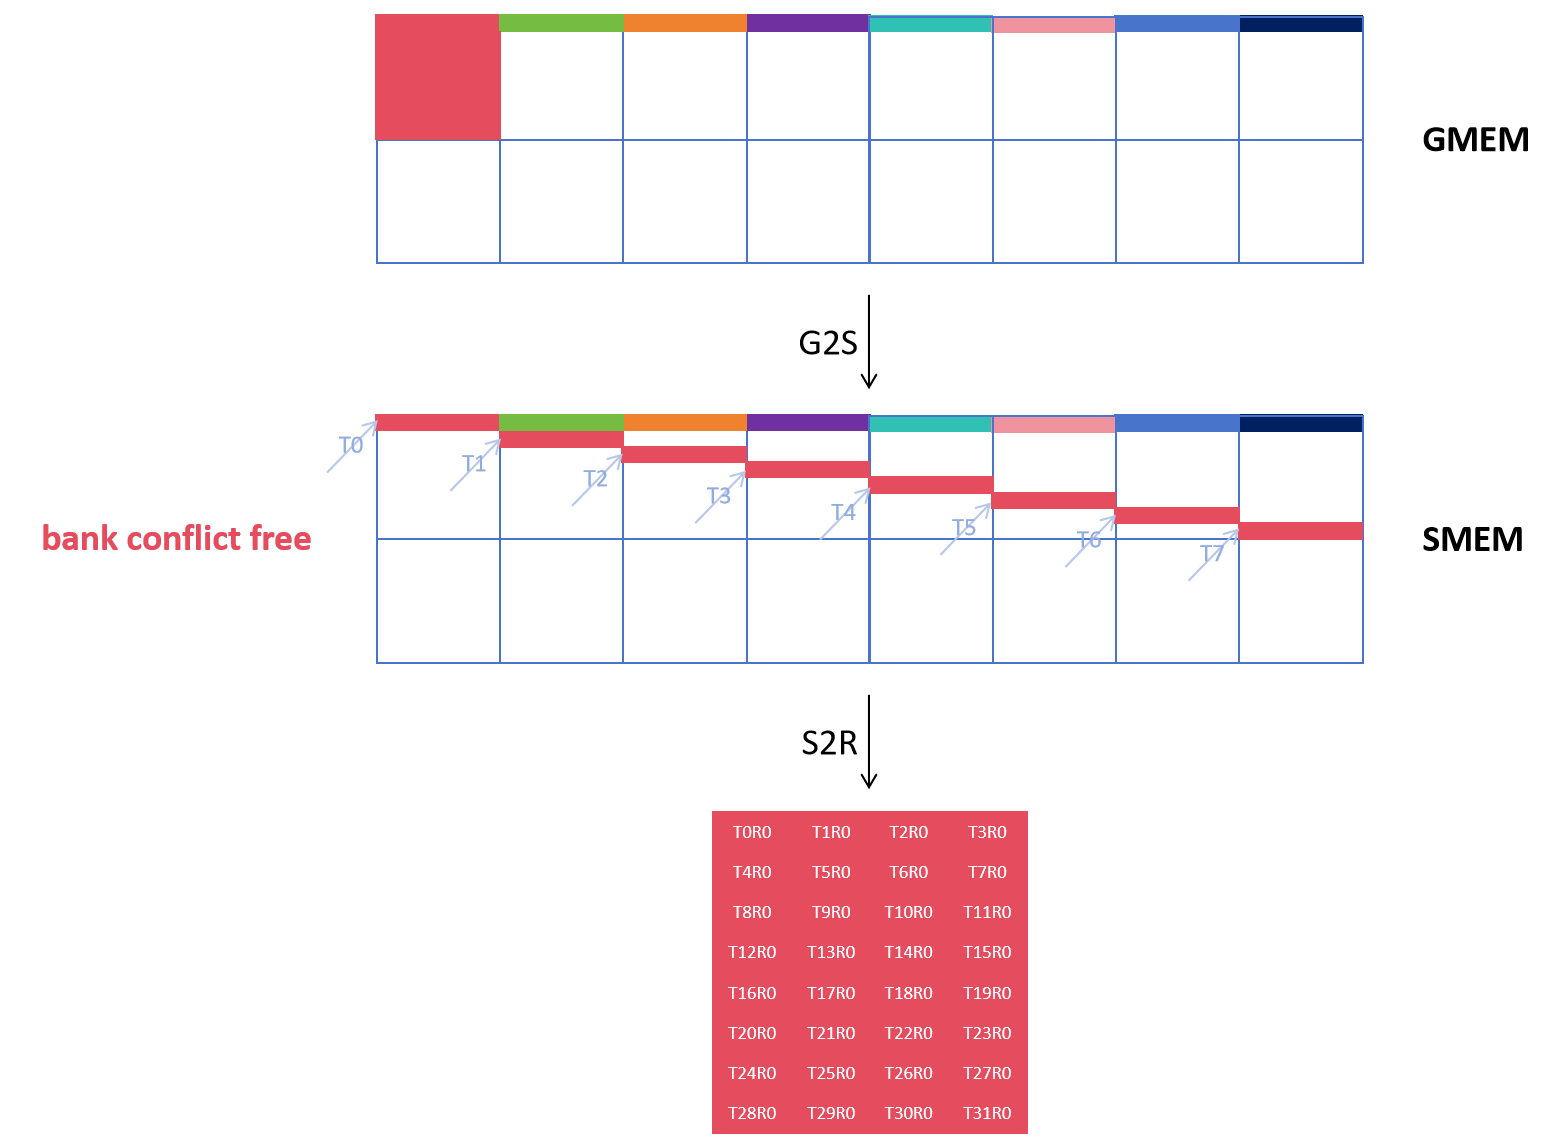 GMEM
G2S
T0
T1
T2
T3
T4
T5
T6
T7
bank conflict free
SMEM
S2R
T0R0 T1R0 T2R0 T3R0
T4R0 T5R0 T6R0 T7R0
T8R0 T9R0 T10R0 T11R0
T12R0 T13R0 T14R0 T15R0
T16R0 T17R0 T18R0 T19R0
T20R0 T21R0 T22R0 T23R0
T24R0 T25R0 T26R0 T27R0
T28R0 T29R0 T30R0 T31R0